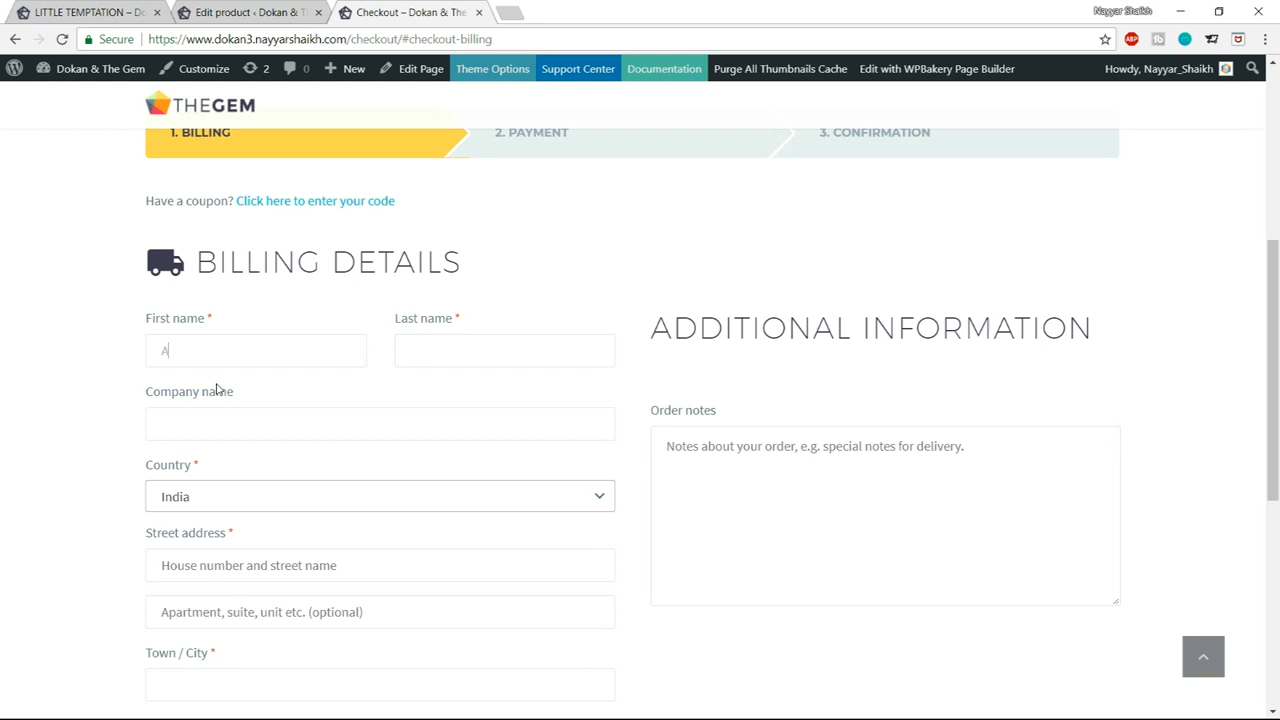 LITTLE TEMPTATION – Do
Edit product ‹ Dokan & T
Checkout – Dokan & The
Nayyar Shaikh
Secure
https://www.dokan3.nayyarshaikh.com/checkout/#checkout-billing
ABP
Dokan & The Gem
Customize
2
0
New
Edit Page
Theme Options
Support Center
Documentation
Purge All Thumbnails Cache
Edit with WPBakery Page Builder
Howdy, Nayyar_Shaikh
THEGEM
1. BILLING
2. PAYMENT
3. CONFIRMATION
Have a coupon? Click here to enter your code
BILLING DETAILS
First name *
Last name *
A
Company name
Country *
India
Street address *
House number and street name
Apartment, suite, unit etc. (optional)
Town / City *
ADDITIONAL INFORMATION
Order notes
Notes about your order, e.g. special notes for delivery.